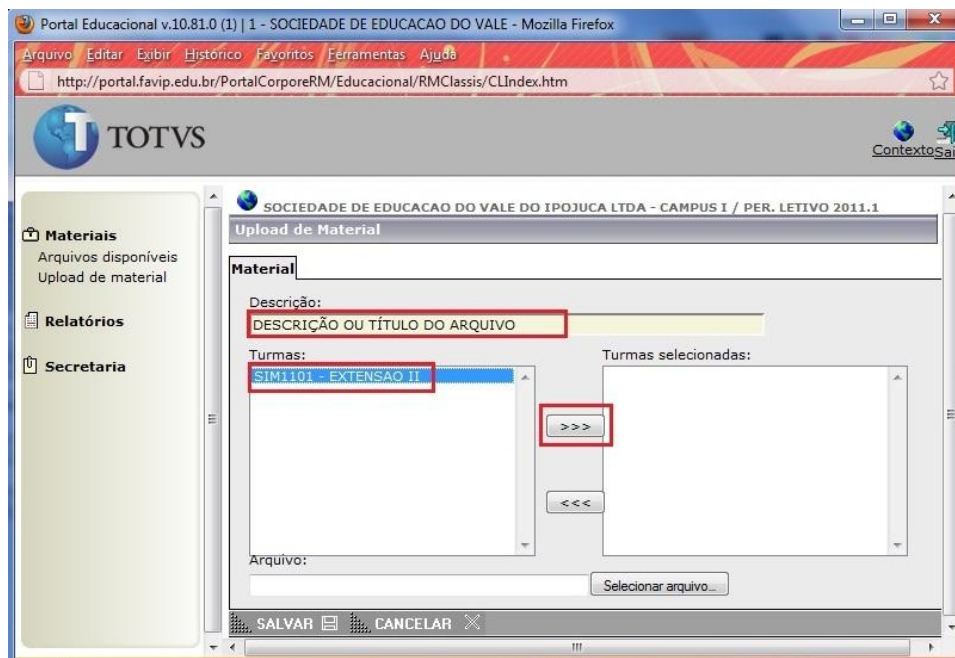 Portal Educacional v.10.81.0 (1) | 1 - SOCIEDADE DE EDUCACAO DO VALE - Mozilla Firefox
Arquivo Editar Exibir Histórico Favoritos Ferramentas Ajuda
http://portal.favip.edu.br/PortalCorporeRM/Educacional/RMClassis/CLIndex.htm
TOTVS
Contexto Sai
SOCIEDADE DE EDUCACAO DO VALE DO IPOJUCA LTDA - CAMPUS I / PER. LETIVO 2011.1
Upload de Material
Materiais
Arquivos disponíveis
Upload de material
Relatórios
Secretaria
Material
Descrição:
DESCRIÇÃO OU TÍTULO DO ARQUIVO
Turmas:
Turmas selecionadas:
SIM1101 - EXTENSAO II
>>>
<<<
Arquivo:
Selecionar arquivo...
SALVAR CANCELAR